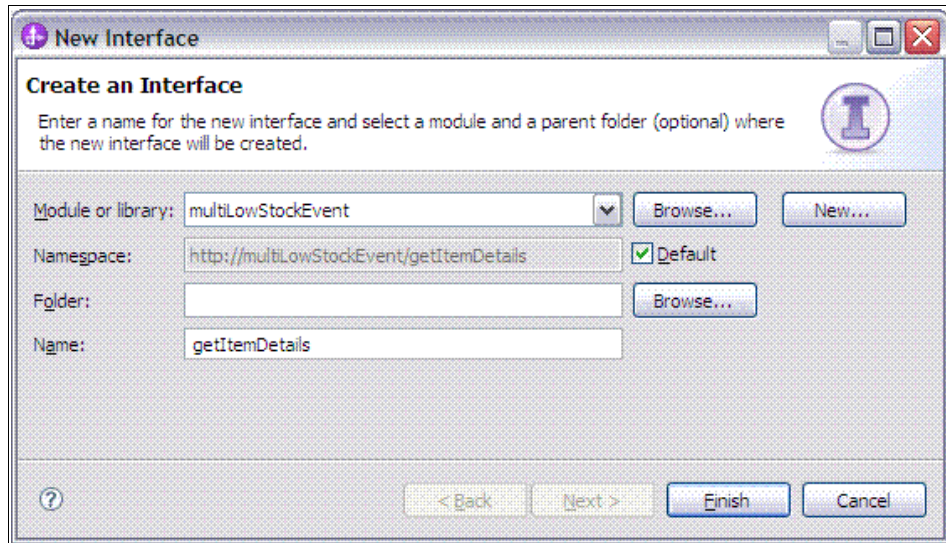 New Interface
Create an Interface
Enter a name for the new interface and select a module and a parent folder (optional) where
the new interface will be created.
Module or library: multiLowStockEvent Browse... New...
Namespace: http://multiLowStockEvent/getItemDetails Default
Folder: Browse...
Name: getItemDetails
< Back Next > Finish Cancel